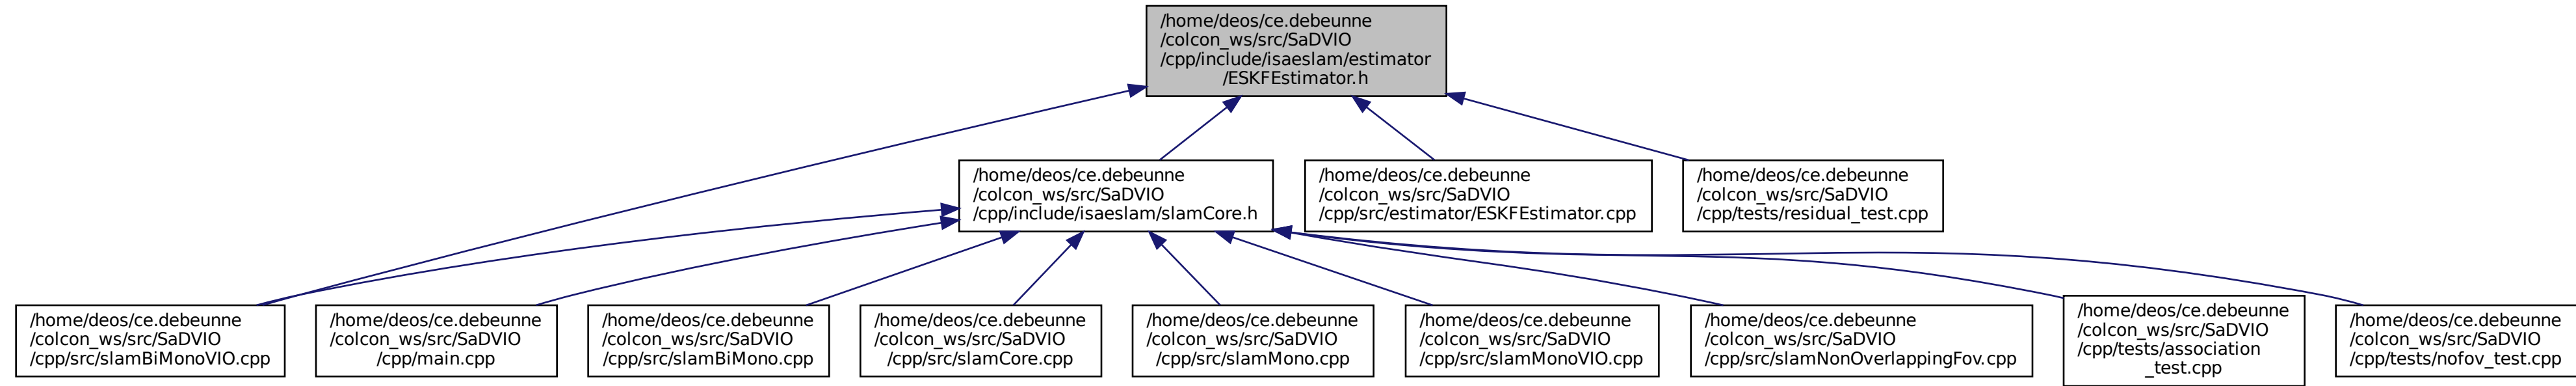 /home/deos/ce.debeunne
/colcon_ws/src/SaDVIO
/cpp/include/isaeslam/estimator
/ESKFEstimator.h
/home/deos/ce.debeunne
/colcon_ws/src/SaDVIO
/cpp/include/isaeslam/slamCore.h
/home/deos/ce.debeunne
/colcon_ws/src/SaDVIO
/cpp/src/estimator/ESKFEstimator.cpp
/home/deos/ce.debeunne
/colcon_ws/src/SaDVIO
/cpp/tests/residual_test.cpp
/home/deos/ce.debeunne
/colcon_ws/src/SaDVIO
/cpp/src/slamBiMonoVIO.cpp
/home/deos/ce.debeunne
/colcon_ws/src/SaDVIO
/cpp/main.cpp
/home/deos/ce.debeunne
/colcon_ws/src/SaDVIO
/cpp/src/slamBiMono.cpp
/home/deos/ce.debeunne
/colcon_ws/src/SaDVIO
/cpp/src/slamCore.cpp
/home/deos/ce.debeunne
/colcon_ws/src/SaDVIO
/cpp/src/slamMono.cpp
/home/deos/ce.debeunne
/colcon_ws/src/SaDVIO
/cpp/src/slamMonoVIO.cpp
/home/deos/ce.debeunne
/colcon_ws/src/SaDVIO
/cpp/src/slamNonOverlappingFov.cpp
/home/deos/ce.debeunne
/colcon_ws/src/SaDVIO
/cpp/tests/association
_test.cpp
/home/deos/ce.debeunne
/colcon_ws/src/SaDVIO
/cpp/tests/nofov_test.cpp